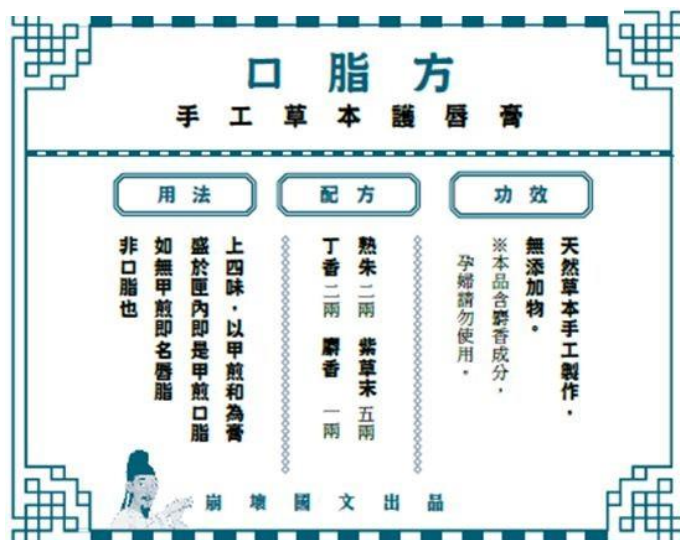 口脂方
手工草本護唇膏
功效
天然草本手工製作，
無添加物。
※本品含麝香成分，
孕婦請勿使用。
配方
熟朱 二兩 紫草末 五兩
丁香 二兩 麝香 一兩
用法
上四味，以甲煎和為膏
盛於匣內即是甲煎口脂
如無甲煎即名唇脂
非口脂也
崩壞國文出品